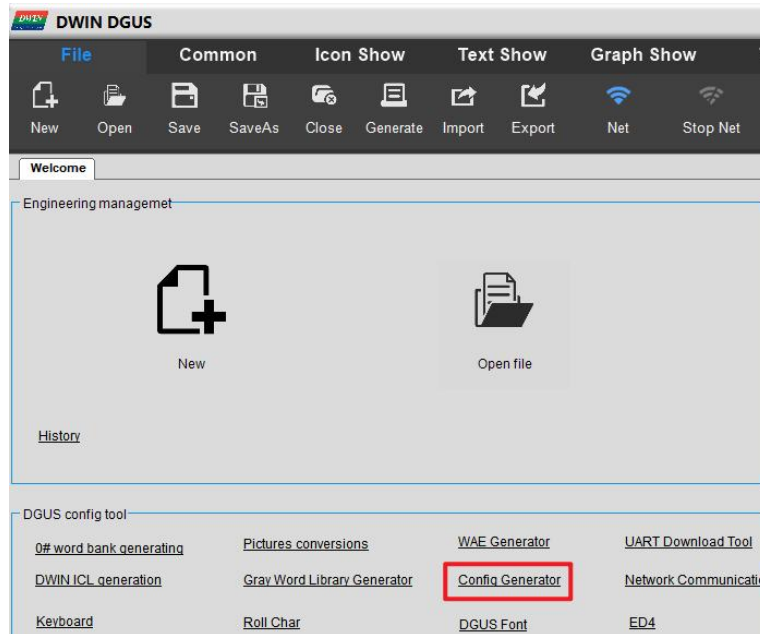 DWIN DWIN DGUS
File Common Icon Show Text Show Graph Show
New Open Save SaveAs Close Generate Import Export Net Stop Net
Welcome
Engineering managemet
New Open file
History
DGUS config tool
0# word bank generating Pictures conversions WAE Generator UART Download Tool
DWIN ICL generation Gray Word Library Generator Config Generator Network Communicati
Keyboard Roll Char DGUS Font ED4